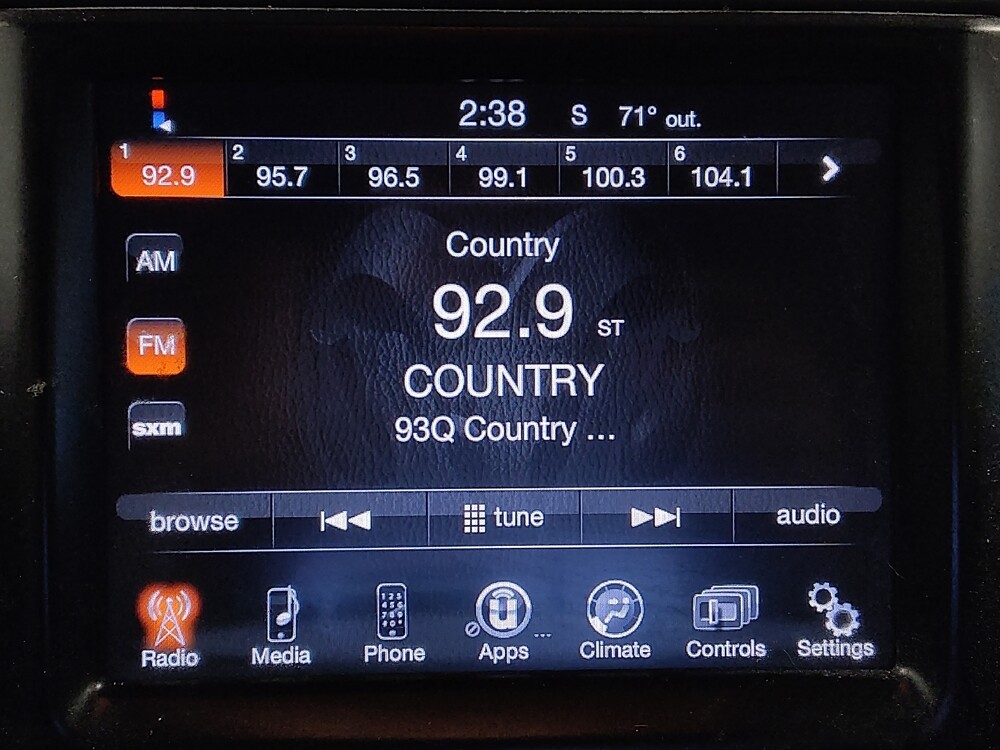 2:38 S 71° out.
1 2 3 4 5 6
92.9 95.7 96.5 99.1 100.3 104.1
AM
Country
92.9 ST
FM
COUNTRY
sxm
93Q Country ...
browse tune audio
Radio Media Phone Apps Climate Controls Settings